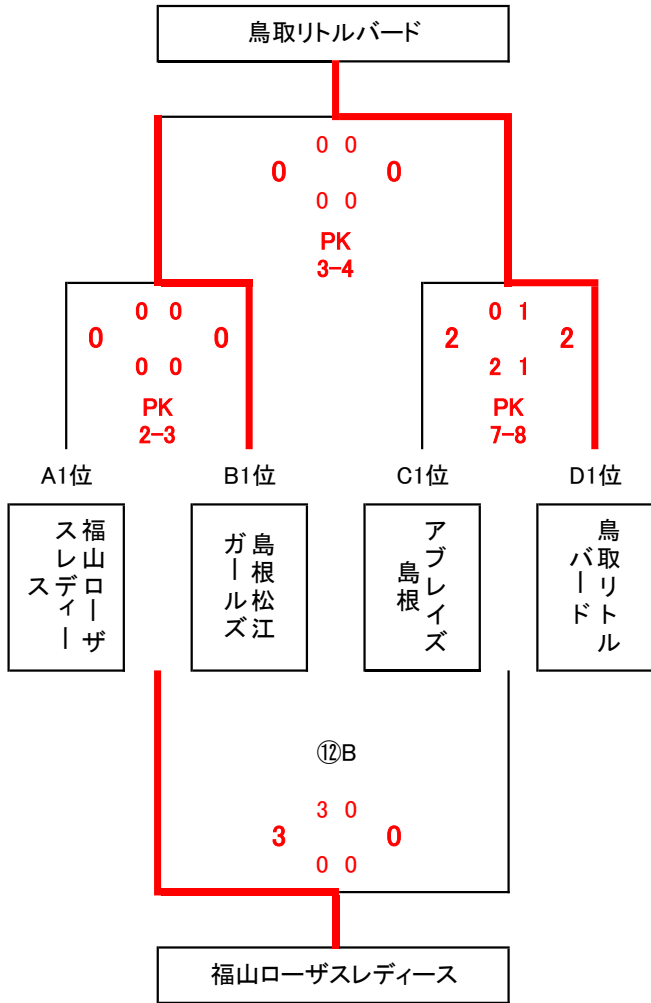 鳥取リトルバード
0 0
0 0
0 0
PK
3-4
0 0
0 0
0 0
PK
2-3
0 1
2 2
2 1
PK
7-8
A1位
B1位
C1位
D1位
福山ローザ
スレディー
ス
島根松江
ガールズ
アブレイズ
島根
鳥取リトル
バード
⑫B
3 0
3 0
0 0
福山ローザスレディース